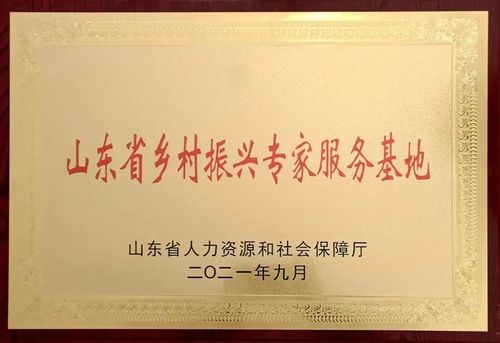 山东省乡村振兴专家服务基地
山东省人力资源和社会保障厅
二〇二一年九月